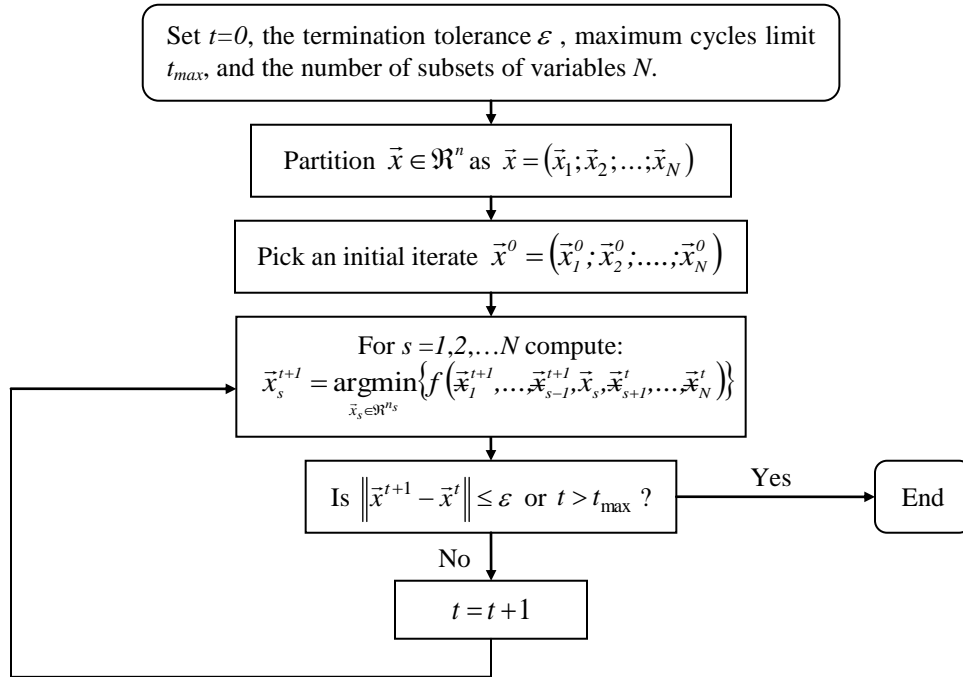 Set t=0, the termination tolerance ε , maximum cycles limit
t_max, and the number of subsets of variables N.
Partition x⃗ ∈ ℜ^n as x⃗ = (x⃗_1; x⃗_2; ...; x⃗_N)
Pick an initial iterate x⃗^0 = (x⃗_1^0; x⃗_2^0; ....; x⃗_N^0)
For s =1,2,…N compute:
x⃗_s^{t+1} = argmin{f(x⃗_1^{t+1},...,x⃗_{s-1}^{t+1}, x⃗_s, x⃗_{s+1}^t,...,x⃗_N^t)}
x⃗_s∈ℜ^{n_s}
Is ‖x⃗^{t+1} − x⃗^t‖ ≤ ε or t > t_max ?
Yes
End
No
t = t +1